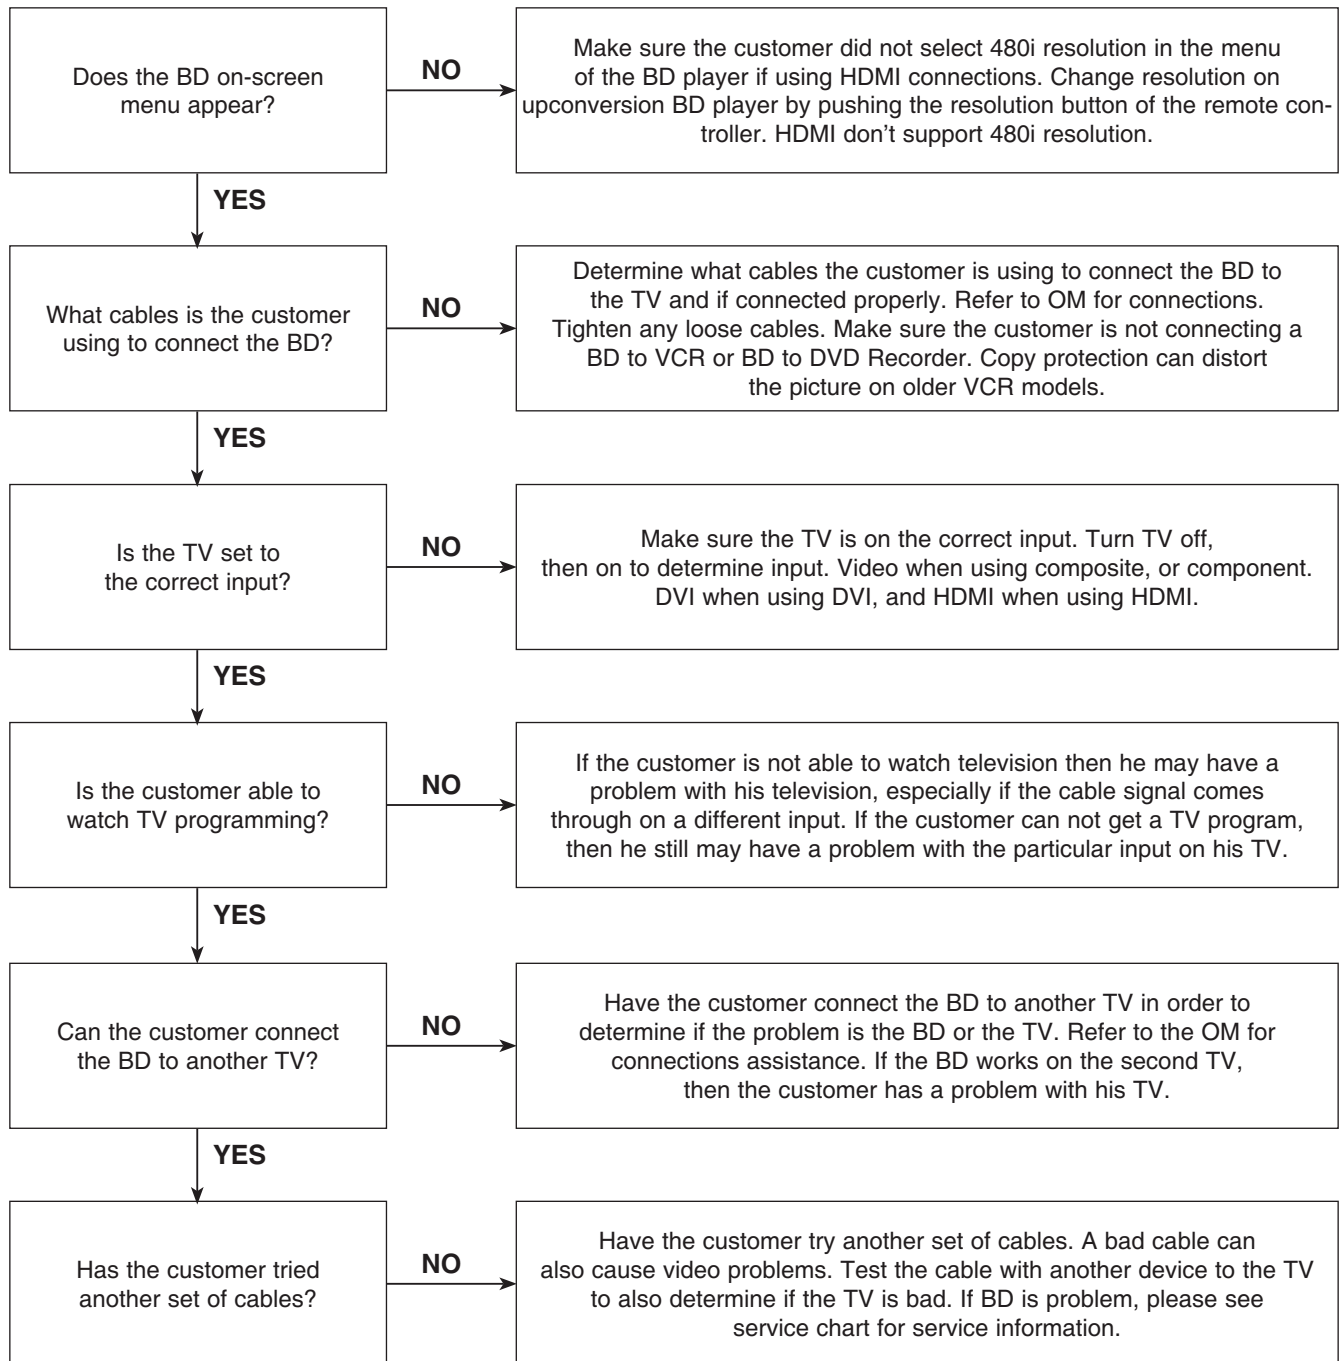 Does the BD on-screen
menu appear?
NO
Make sure the customer did not select 480i resolution in the menu
of the BD player if using HDMI connections. Change resolution on
upconversion BD player by pushing the resolution button of the remote con-
troller. HDMI don't support 480i resolution.
YES
What cables is the customer
using to connect the BD?
NO
Determine what cables the customer is using to connect the BD to
the TV and if connected properly. Refer to OM for connections.
Tighten any loose cables. Make sure the customer is not connecting a
BD to VCR or BD to DVD Recorder. Copy protection can distort
the picture on older VCR models.
YES
Is the TV set to
the correct input?
NO
Make sure the TV is on the correct input. Turn TV off,
then on to determine input. Video when using composite, or component.
DVI when using DVI, and HDMI when using HDMI.
YES
Is the customer able to
watch TV programming?
NO
If the customer is not able to watch television then he may have a
problem with his television, especially if the cable signal comes
through on a different input. If the customer can not get a TV program,
then he still may have a problem with the particular input on his TV.
YES
Can the customer connect
the BD to another TV?
NO
Have the customer connect the BD to another TV in order to
determine if the problem is the BD or the TV. Refer to the OM for
connections assistance. If the BD works on the second TV,
then the customer has a problem with his TV.
YES
Has the customer tried
another set of cables?
NO
Have the customer try another set of cables. A bad cable can
also cause video problems. Test the cable with another device to the TV
to also determine if the TV is bad. If BD is problem, please see
service chart for service information.